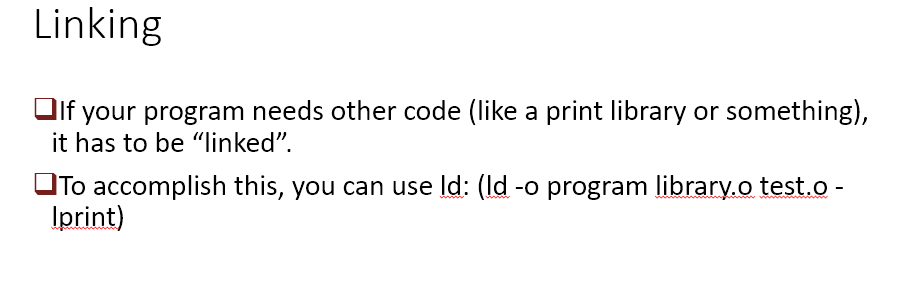 Linking
❑If your program needs other code (like a print library or something),
it has to be “linked”.
❑To accomplish this, you can use ld: (ld -o program library.o test.o -
lprint)